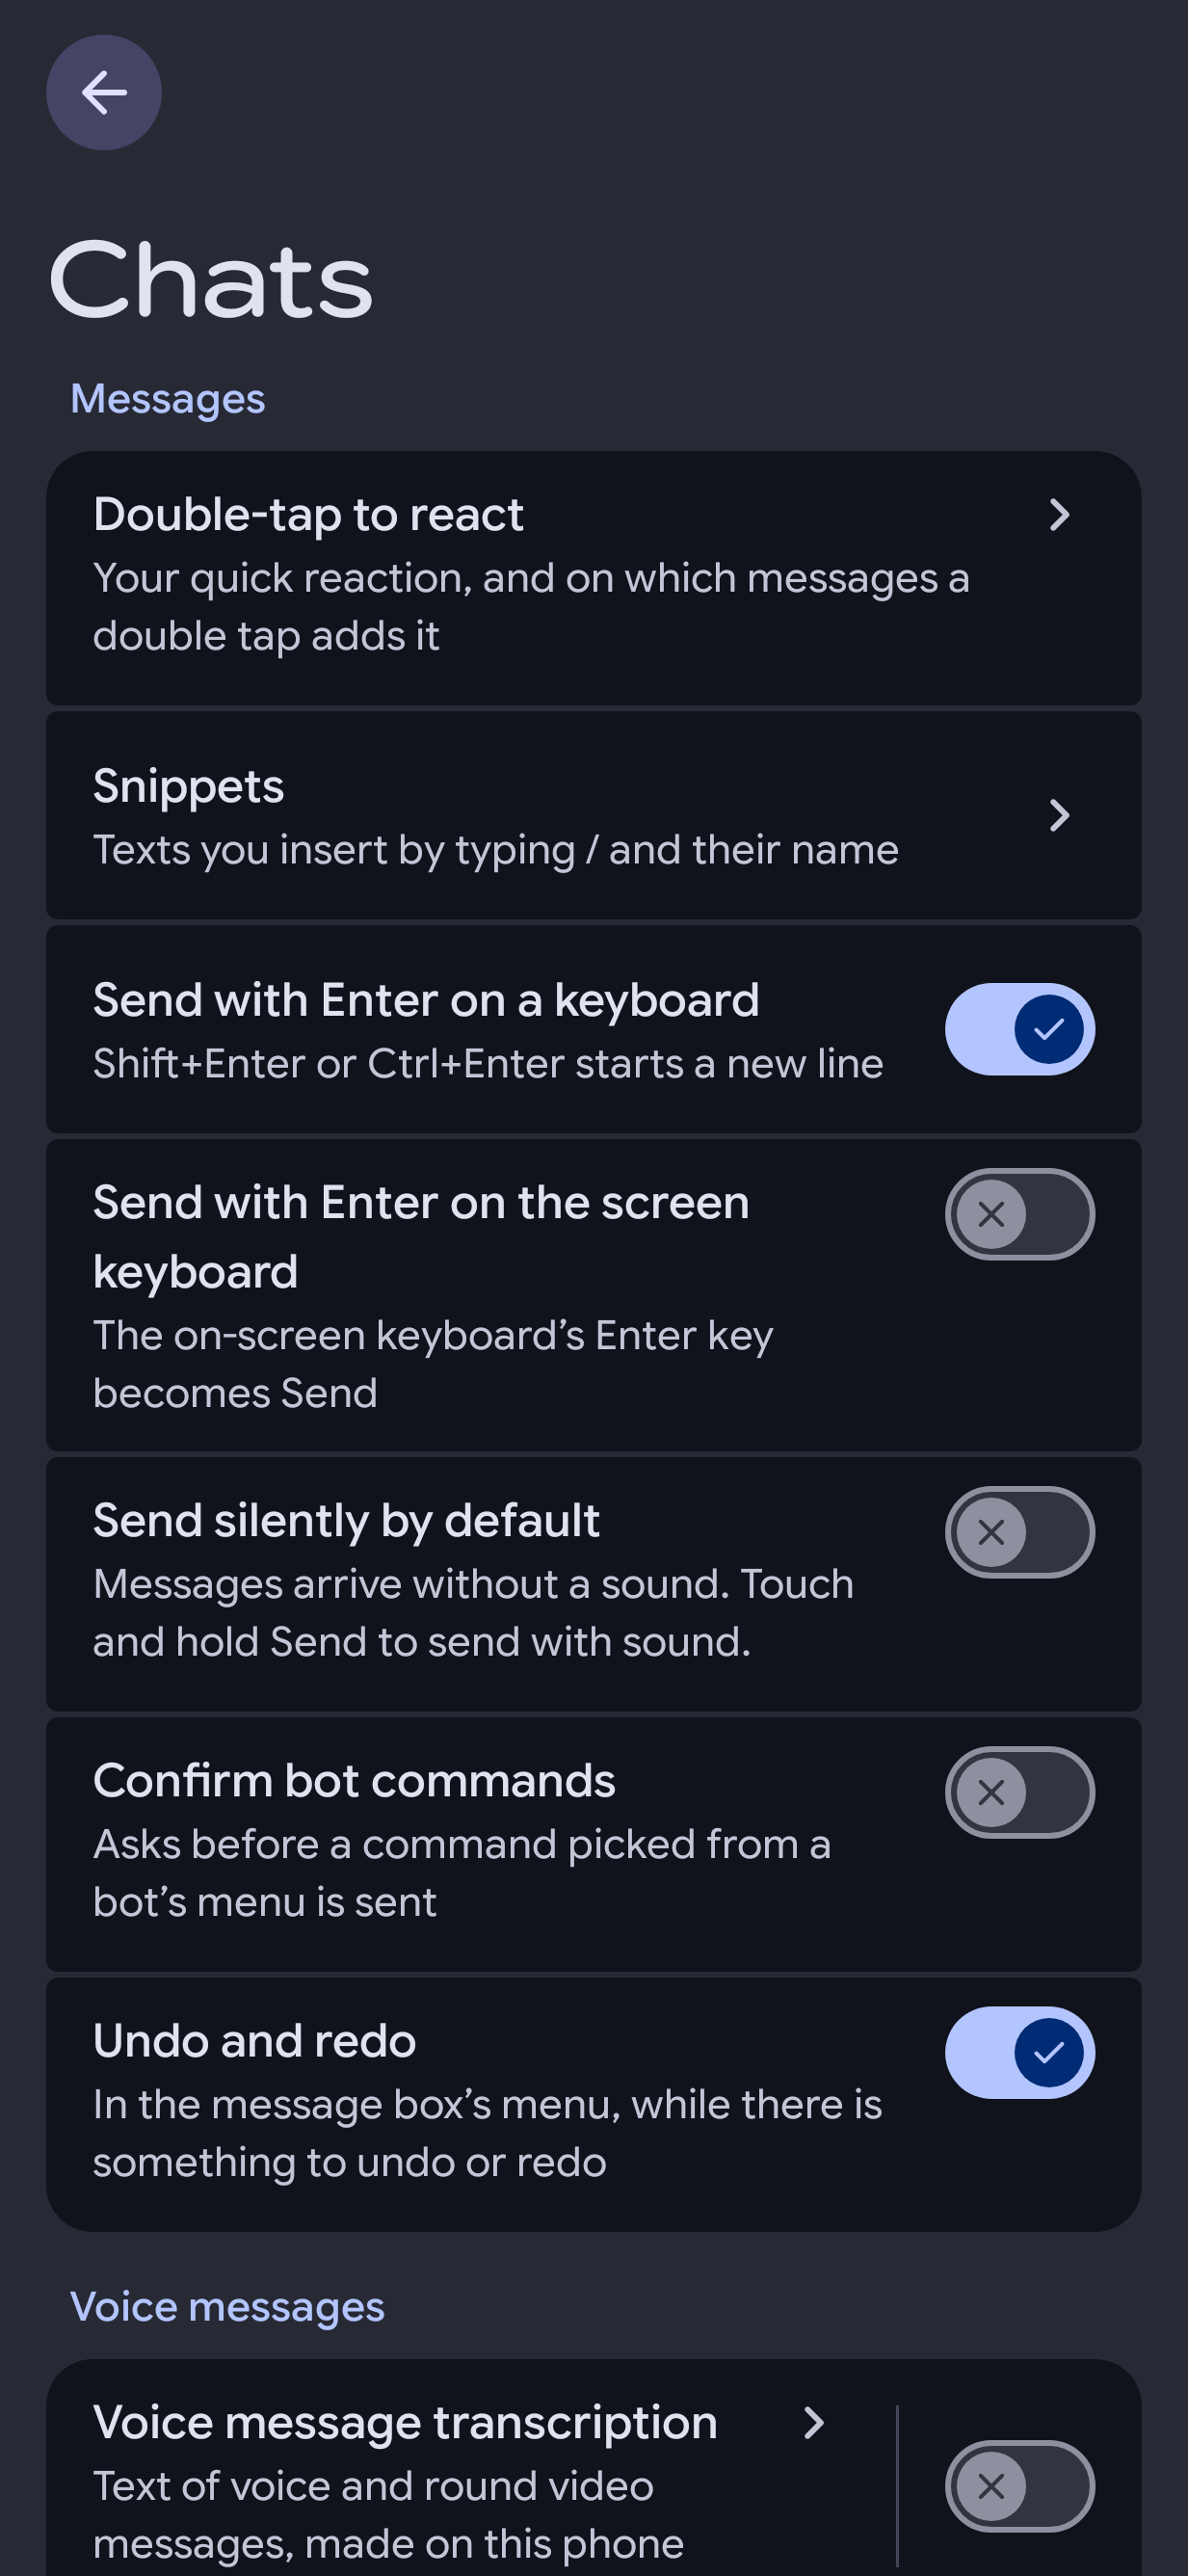 Chats
Messages
Double-tap to react
Your quick reaction, and on which messages a
double tap adds it
Snippets
Texts you insert by typing / and their name
Send with Enter on a keyboard
Shift+Enter or Ctrl+Enter starts a new line
Send with Enter on the screen
keyboard
The on-screen keyboard’s Enter key
becomes Send
Send silently by default
Messages arrive without a sound. Touch
and hold Send to send with sound.
Confirm bot commands
Asks before a command picked from a
bot’s menu is sent
Undo and redo
In the message box’s menu, while there is
something to undo or redo
Voice messages
Voice message transcription
Text of voice and round video
messages, made on this phone